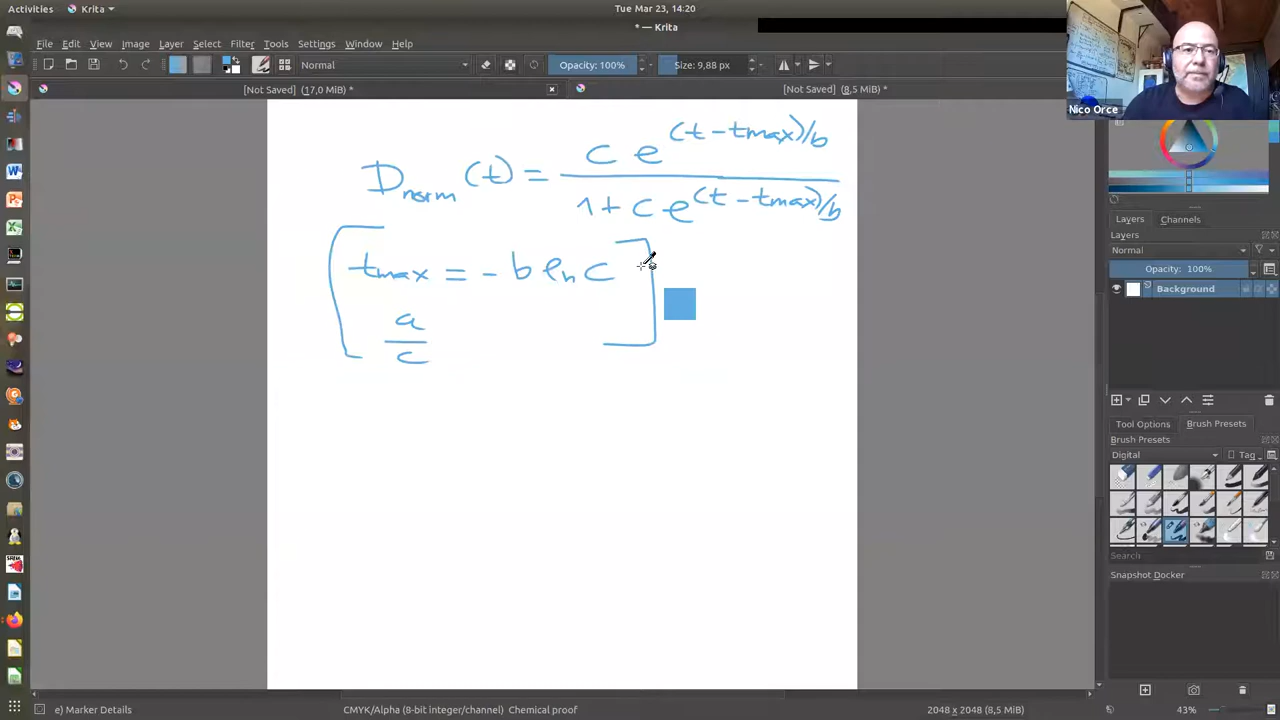 Activities Krita Tue Mar 23, 14:20
* — Krita
File Edit View Image Layer Select Filter Tools Settings Window Help
Normal Opacity: 100% Size: 9,88 px
[Not Saved] (17,0 MiB) * [Not Saved] (8,5 MiB) *
Nico Orce
D_norm (t) = c e^(t - tmax)/b
1 + c e^(t - tmax)/b
tmax = - b ln c
a
c
Layers Channels
Layers
Normal
Opacity: 100%
Background
Tool Options Brush Presets
Brush Presets
Digital Tag
Search
Snapshot Docker
e) Marker Details CMYK/Alpha (8-bit integer/channel) Chemical proof 2048 x 2048 (8,5 MiB) 43%